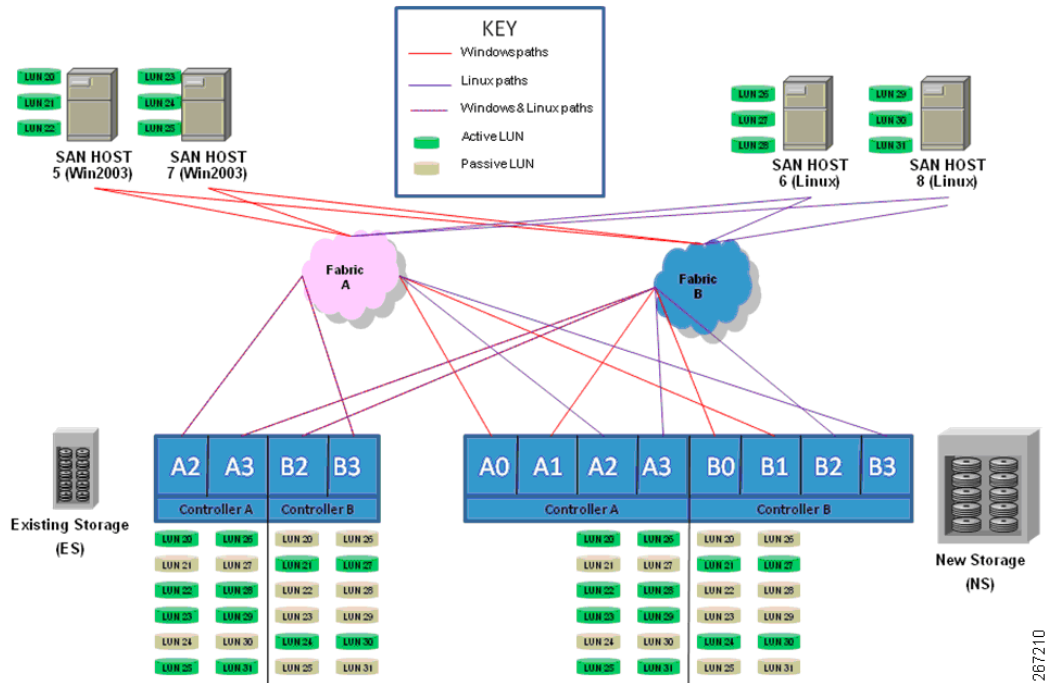 KEY
Windowspaths
Linux paths
Windows&Linux paths
Active LUN
Passive LUN
LUN 20
LUN 21
LUN 22
LUN 23
LUN 24
LUN 25
LUN 26
LUN 27
LUN 28
LUN 29
LUN 30
LUN 31
SAN HOST
5 (Win2003)
SAN HOST
7 (Win2003)
SAN HOST
6 (Linux)
SAN HOST
8 (Linux)
Fabric
A
Fabric
B
A2 A3 B2 B3
Controller A Controller B
A0 A1 A2 A3 B0 B1 B2 B3
Controller A Controller B
Existing Storage
(ES)
New Storage
(NS)
LUN 20 LUN 26 LUN 20 LUN 26
LUN 21 LUN 27 LUN 21 LUN 27
LUN 22 LUN 28 LUN 22 LUN 28
LUN 23 LUN 29 LUN 23 LUN 29
LUN 24 LUN 30 LUN 24 LUN 30
LUN 25 LUN 31 LUN 25 LUN 31
LUN 20 LUN 26 LUN 20 LUN 26
LUN 21 LUN 27 LUN 21 LUN 27
LUN 22 LUN 28 LUN 22 LUN 28
LUN 23 LUN 29 LUN 23 LUN 29
LUN 24 LUN 30 LUN 24 LUN 30
LUN 25 LUN 31 LUN 25 LUN 31
267210